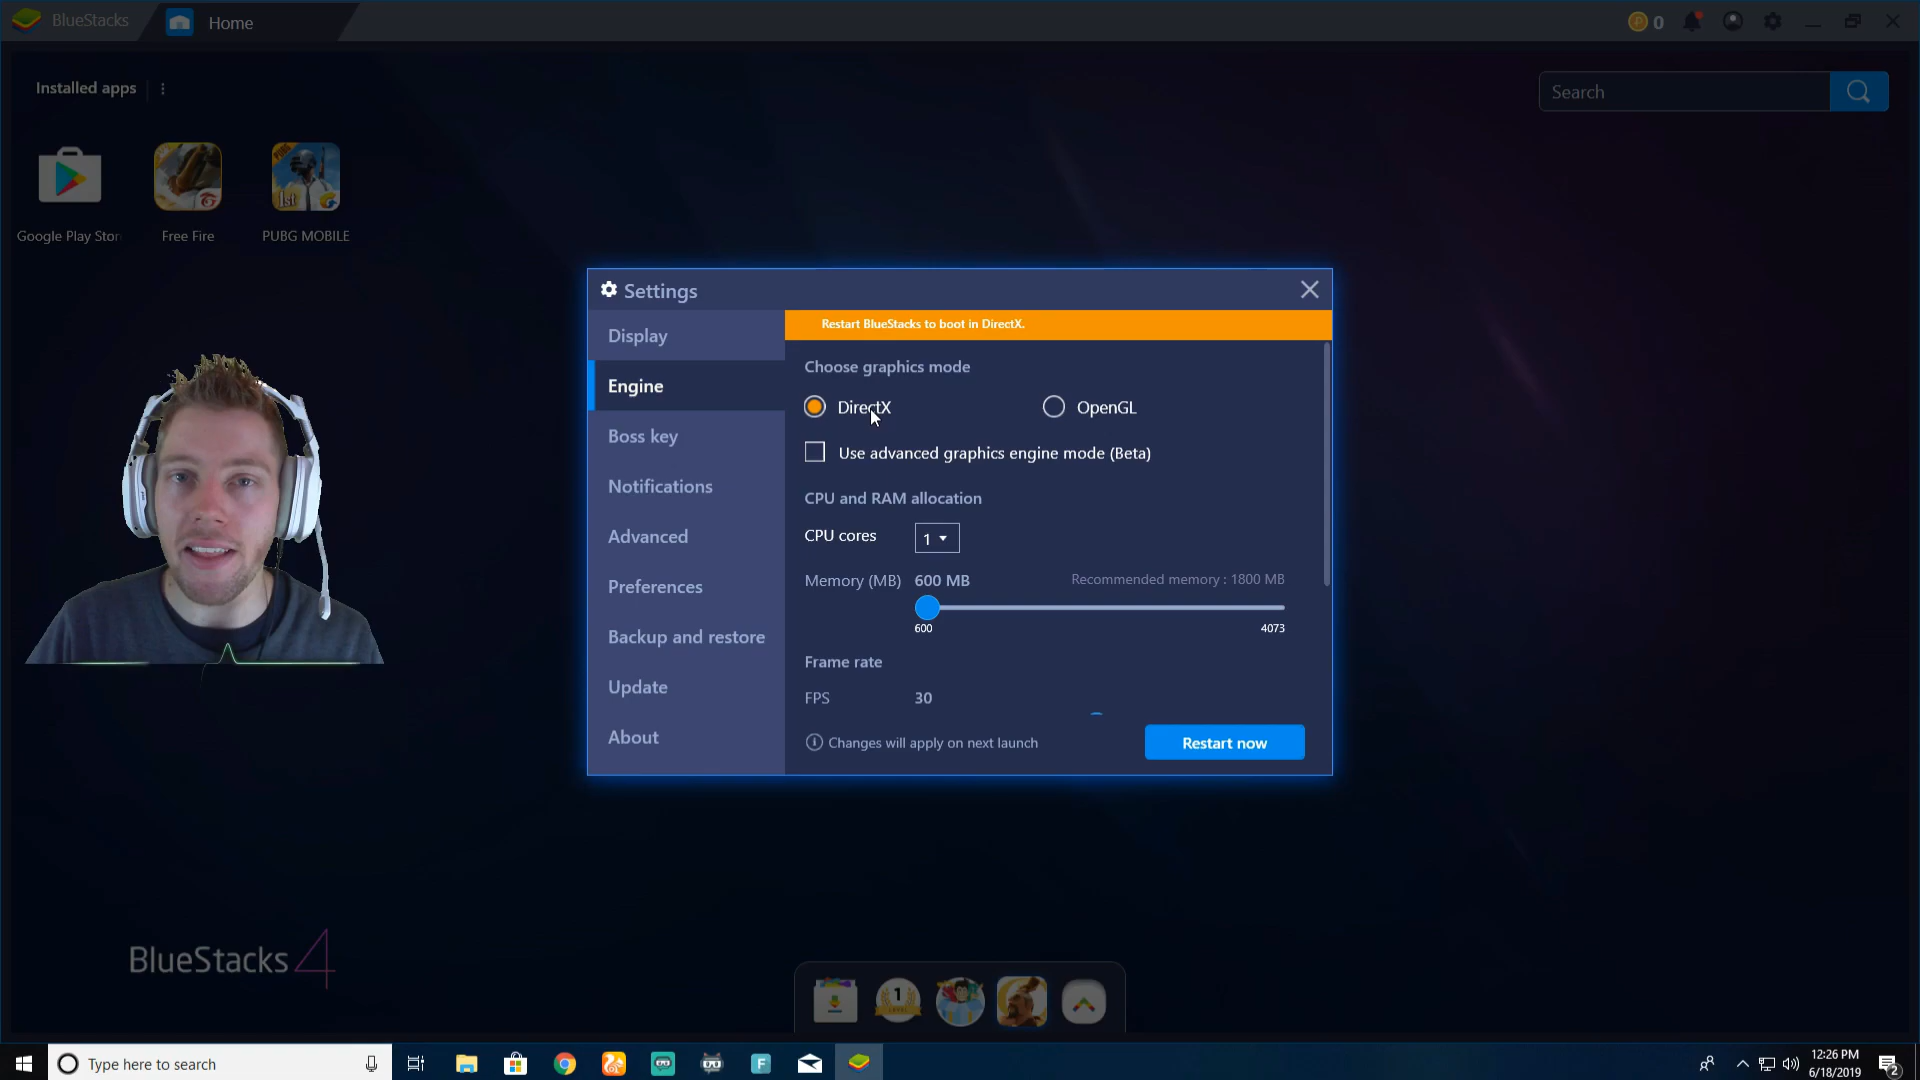 BlueStacks
Home
0
Installed apps
Search
Google Play Stor
Free Fire
PUBG MOBILE
1st
Settings
Display
Engine
Boss key
Notifications
Advanced
Preferences
Backup and restore
Update
About
Restart BlueStacks to boot in DirectX.
Choose graphics mode
DirectX
OpenGL
Use advanced graphics engine mode (Beta)
CPU and RAM allocation
CPU cores
1
Memory (MB)
600 MB
Recommended memory : 1800 MB
600
4073
Frame rate
FPS
30
Changes will apply on next launch
Restart now
BlueStacks 4
1
Type here to search
F
12:26 PM
6/18/2019
2